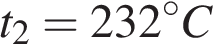 t₂ = 232°C